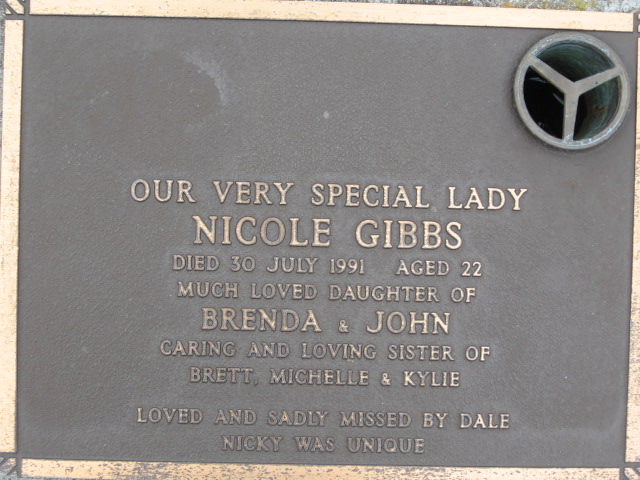 OUR VERY SPECIAL LADY
NICOLE GIBBS
DIED 30 JULY 1991 AGED 22
MUCH LOVED DAUGHTER OF
BRENDA & JOHN
CARING AND LOVING SISTER OF
BRETT, MICHELLE & KYLIE
LOVED AND SADLY MISSED BY DALE
NICKY WAS UNIQUE